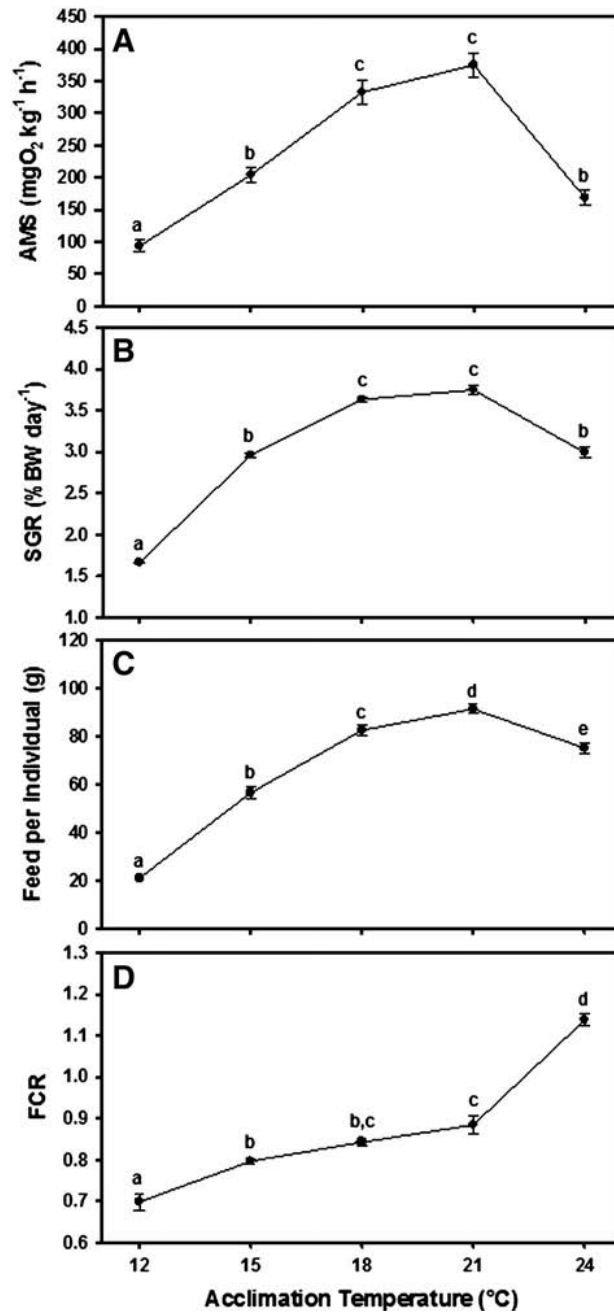 A
AMS (mgO₂ kg⁻¹ h⁻¹)
450
400
350
300
250
200
150
100
50
0
a
b
c
c
b
B
SGR (% BW day⁻¹)
4.5
4.0
3.5
3.0
2.5
2.0
1.5
1.0
a
b
c
c
b
C
Feed per Individual (g)
120
100
80
60
40
20
0
a
b
c
d
e
D
FCR
1.3
1.2
1.1
1.0
0.9
0.8
0.7
0.6
a
b
b,c
c
d
12 15 18 21 24
Acclimation Temperature (°C)